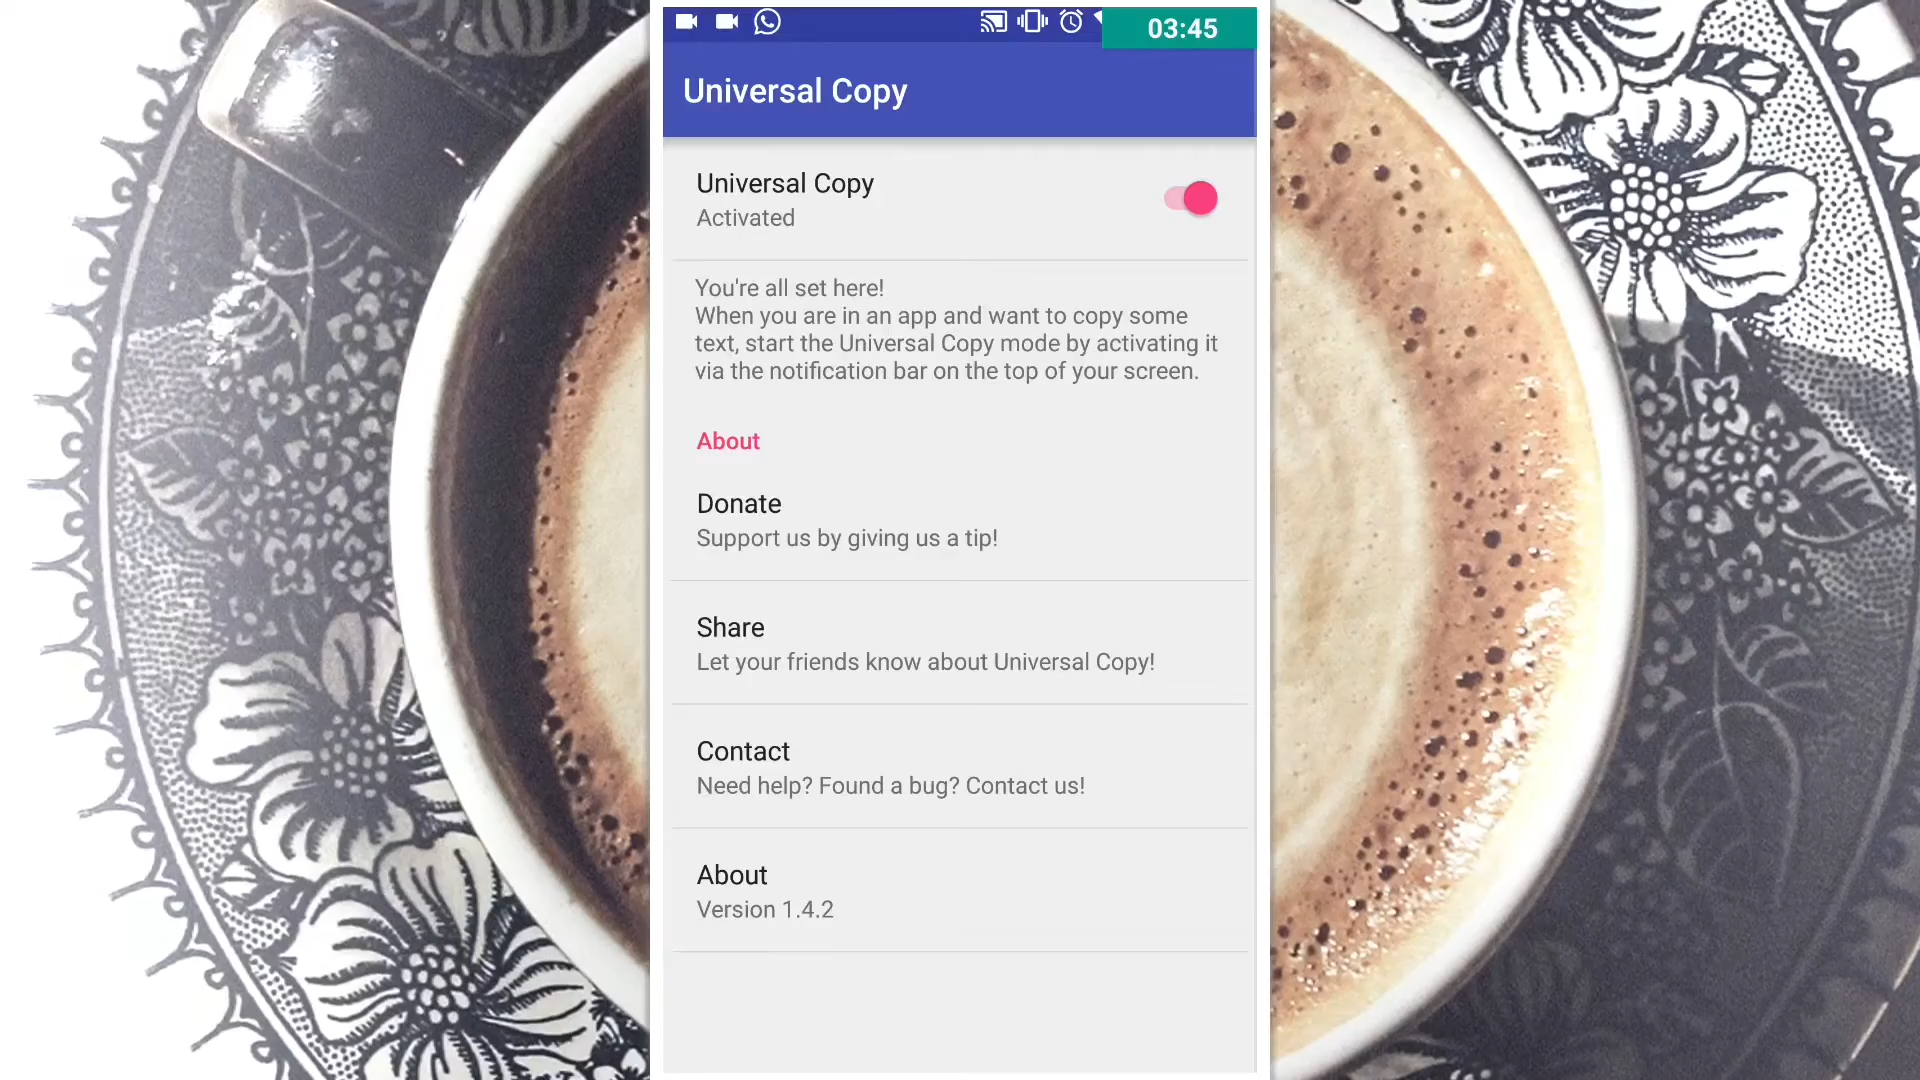 03:45
Universal Copy
Universal Copy
Activated
You're all set here!
When you are in an app and want to copy some
text, start the Universal Copy mode by activating it
via the notification bar on the top of your screen.
About
Donate
Support us by giving us a tip!
Share
Let your friends know about Universal Copy!
Contact
Need help? Found a bug? Contact us!
About
Version 1.4.2